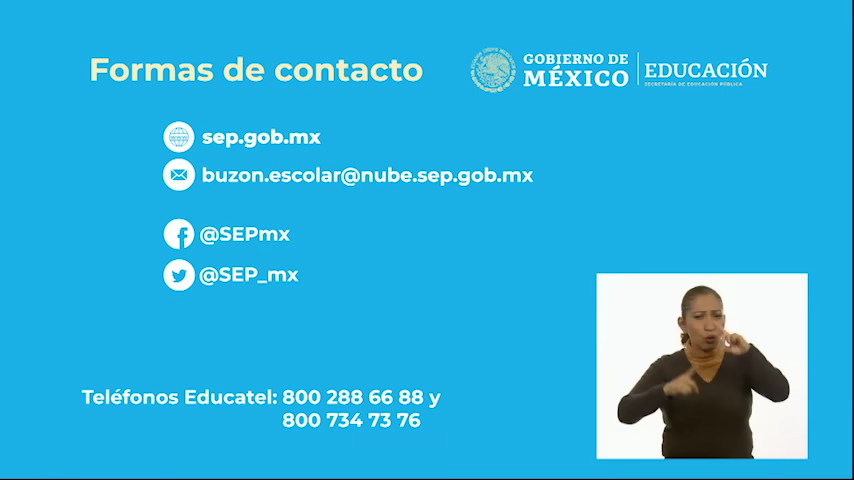 Formas de contacto
GOBIERNO DE
MÉXICO
EDUCACIÓN
SECRETARÍA DE EDUCACIÓN PÚBLICA
sep.gob.mx
buzon.escolar@nube.sep.gob.mx
@SEPmx
@SEP_mx
Teléfonos Educatel: 800 288 66 88 y
800 734 73 76